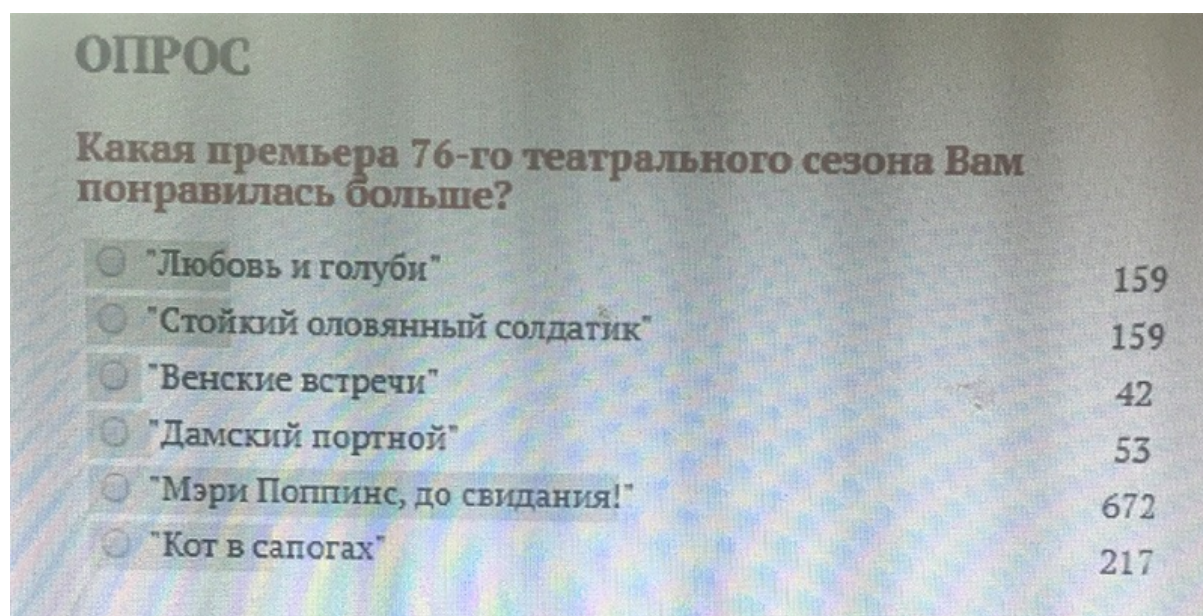 ОПРОС
Какая премьера 76-го театрального сезона Вам
понравилась больше?
"Любовь и голуби" 159
"Стойкий оловянный солдатик" 159
"Венские встречи" 42
"Дамский портной" 53
"Мэри Поппинс, до свидания!" 672
"Кот в сапогах" 217